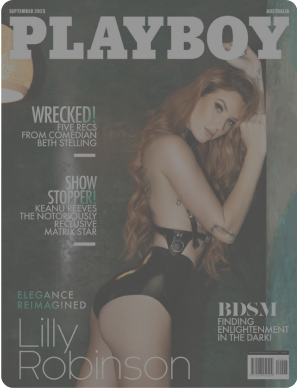 SEPTEMBER 2023
AUSTRALIA
PLAYBOY
WRECKED!
FIVE RECS
FROM COMEDIAN
BETH STELLING
SHOW
STOPPER!
KEANU REEVES
THE NOTORIOUSLY
RECLUSIVE
MATRIX STAR
ELEGANCE
REIMAGINED
Lilly
Robinson
BDSM
FINDING
ENLIGHTENMENT
IN THE DARK!